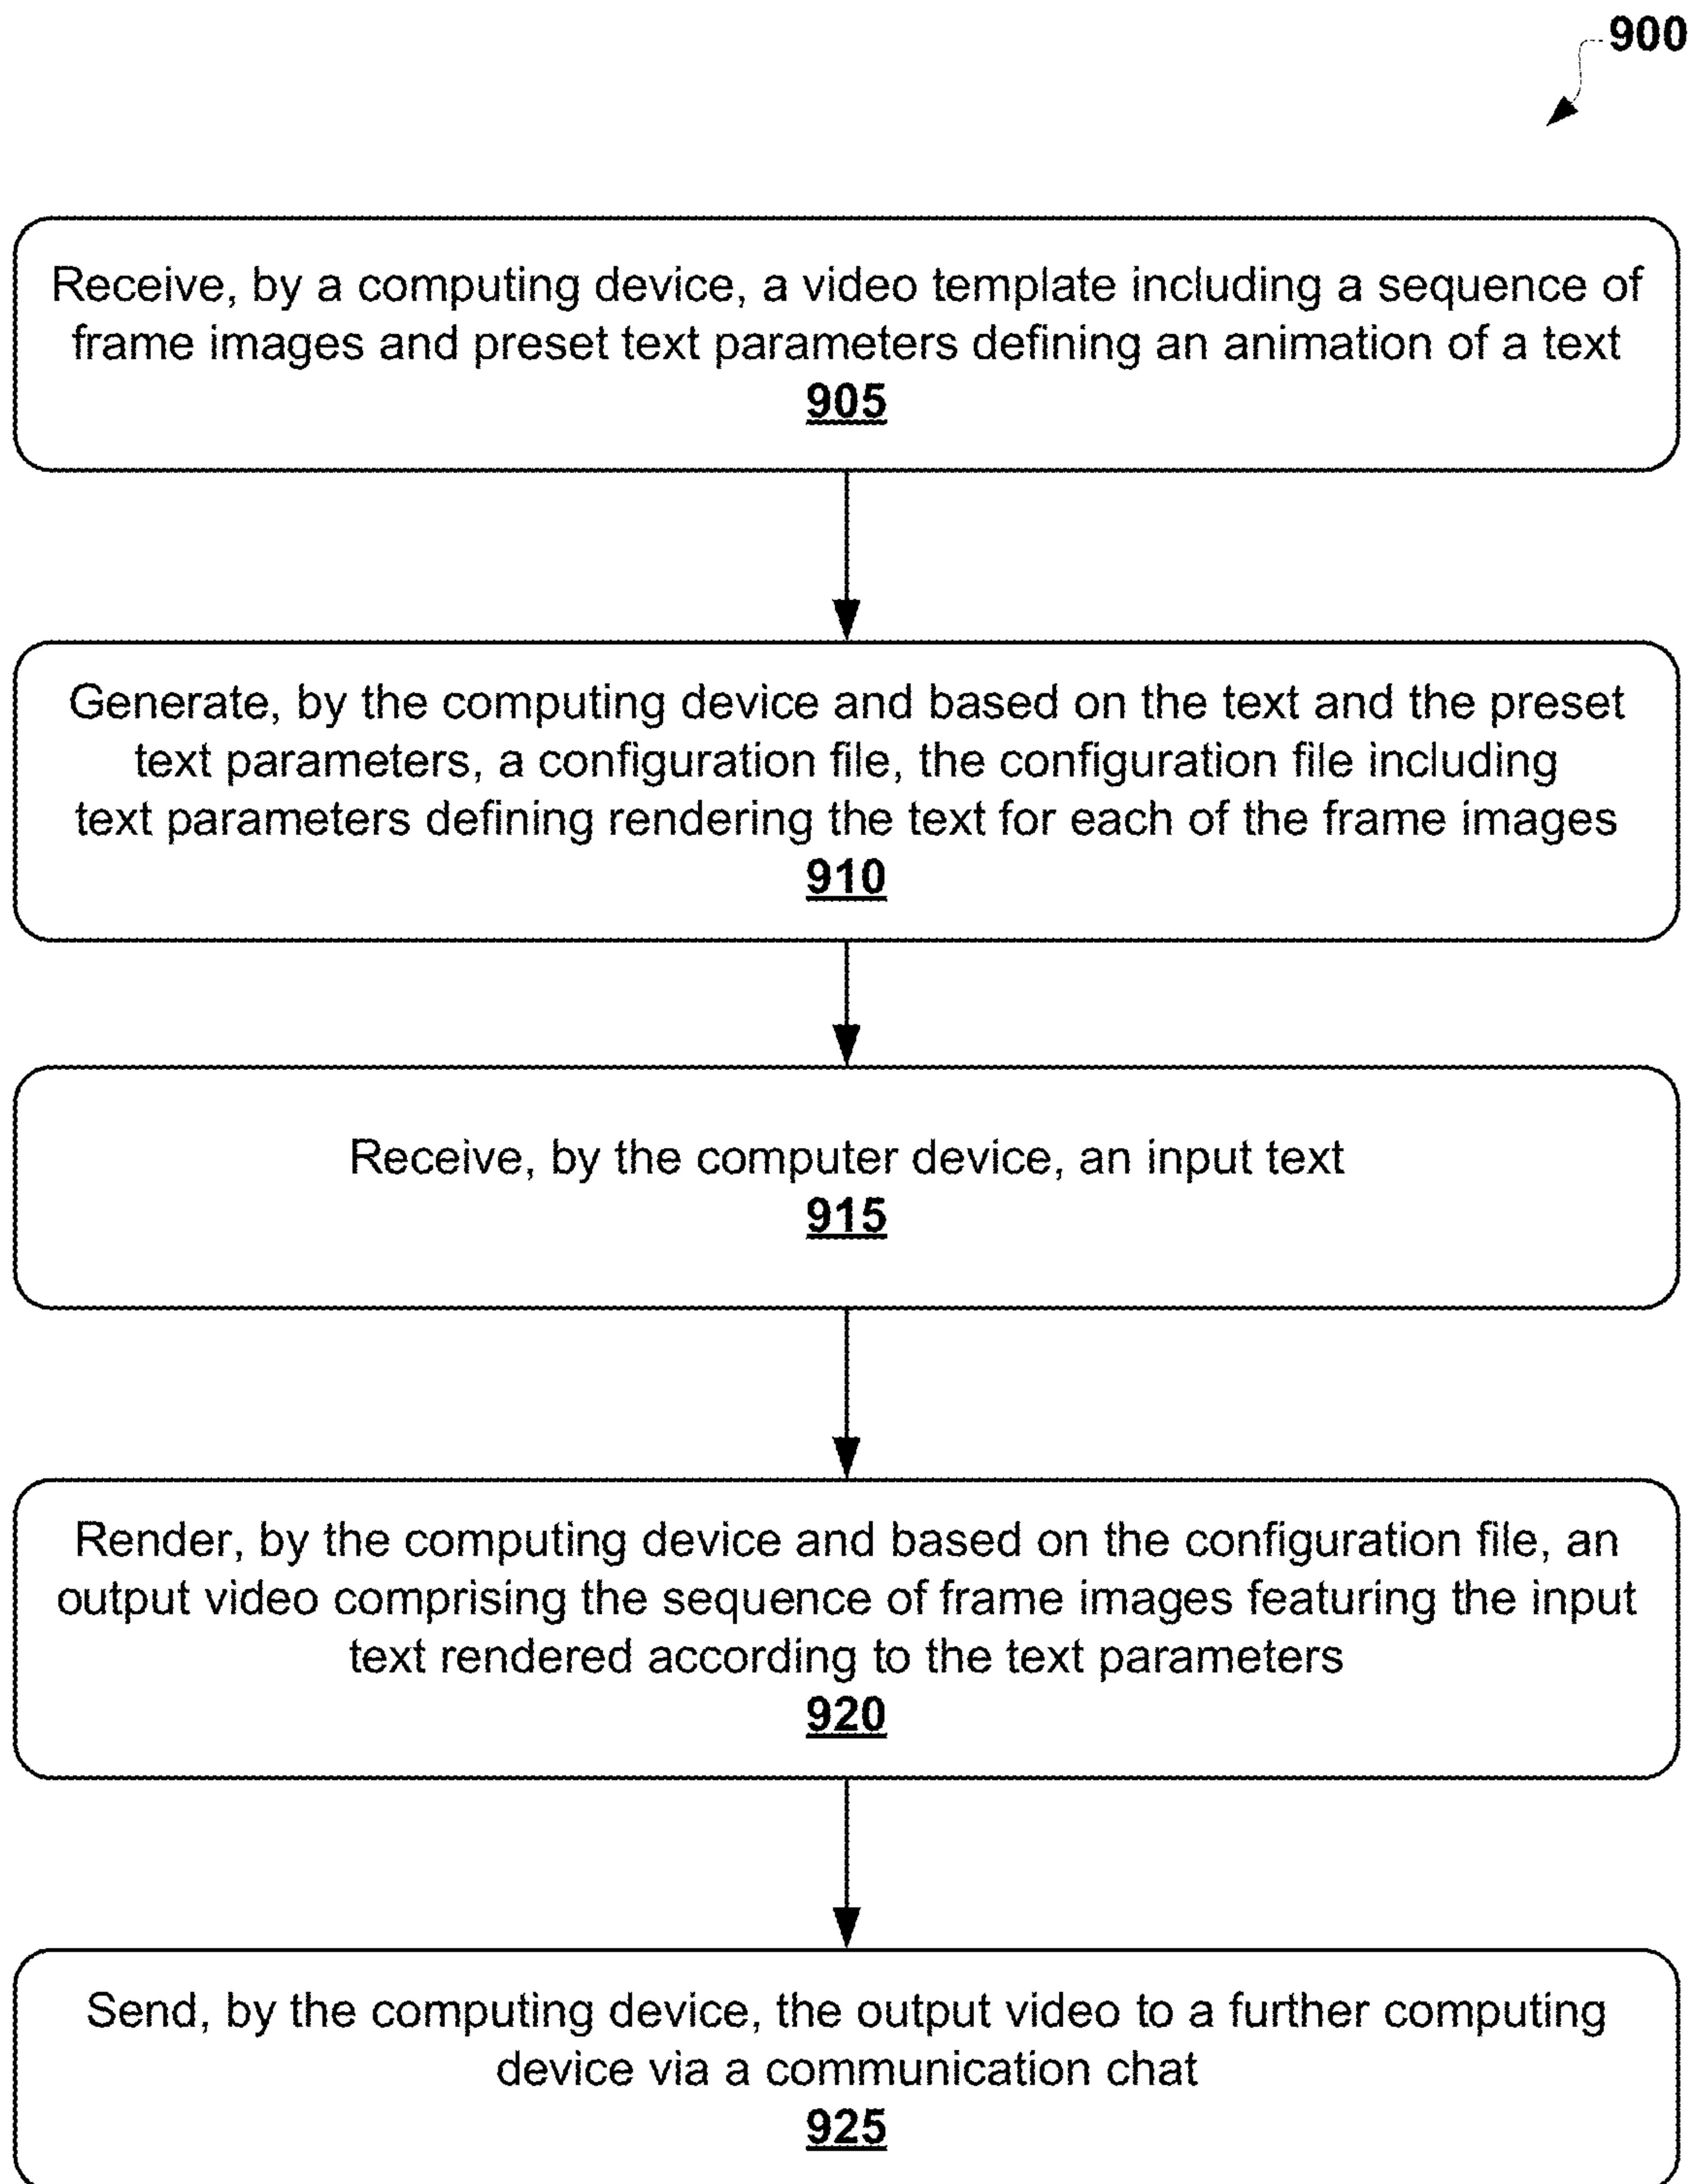 900
Receive, by a computing device, a video template including a sequence of
frame images and preset text parameters defining an animation of a text
905
Generate, by the computing device and based on the text and the preset
text parameters, a configuration file, the configuration file including
text parameters defining rendering the text for each of the frame images
910
Receive, by the computer device, an input text
915
Render, by the computing device and based on the configuration file, an
output video comprising the sequence of frame images featuring the input
text rendered according to the text parameters
920
Send, by the computing device, the output video to a further computing
device via a communication chat
925